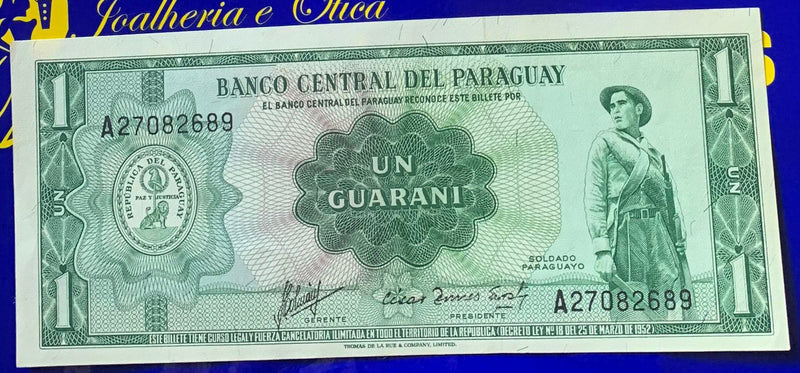 Joalheria e Otica
1
1
BANCO CENTRAL DEL PARAGUAY
EL BANCO CENTRAL DEL PARAGUAY RECONOCE ESTE BILLETE POR
A27082689
REPUBLICA DEL PARAGUAY
PAZ Y JUSTICIA
UN
UN
UN
GUARANI
SOLDADO
PARAGUAYO
1
1
GERENTE
PRESIDENTE
A27082689
ESTE BILLETE TIENE CURSO LEGAL Y FUERZA CANCELATORIA ILIMITADA EN TODO EL TERRITORIO DE LA REPUBLICA (DECRETO LEY Nº 18 DEL 25 DE MARZO DE 1952)
THOMAS DE LA RUE & COMPANY, LIMITED.